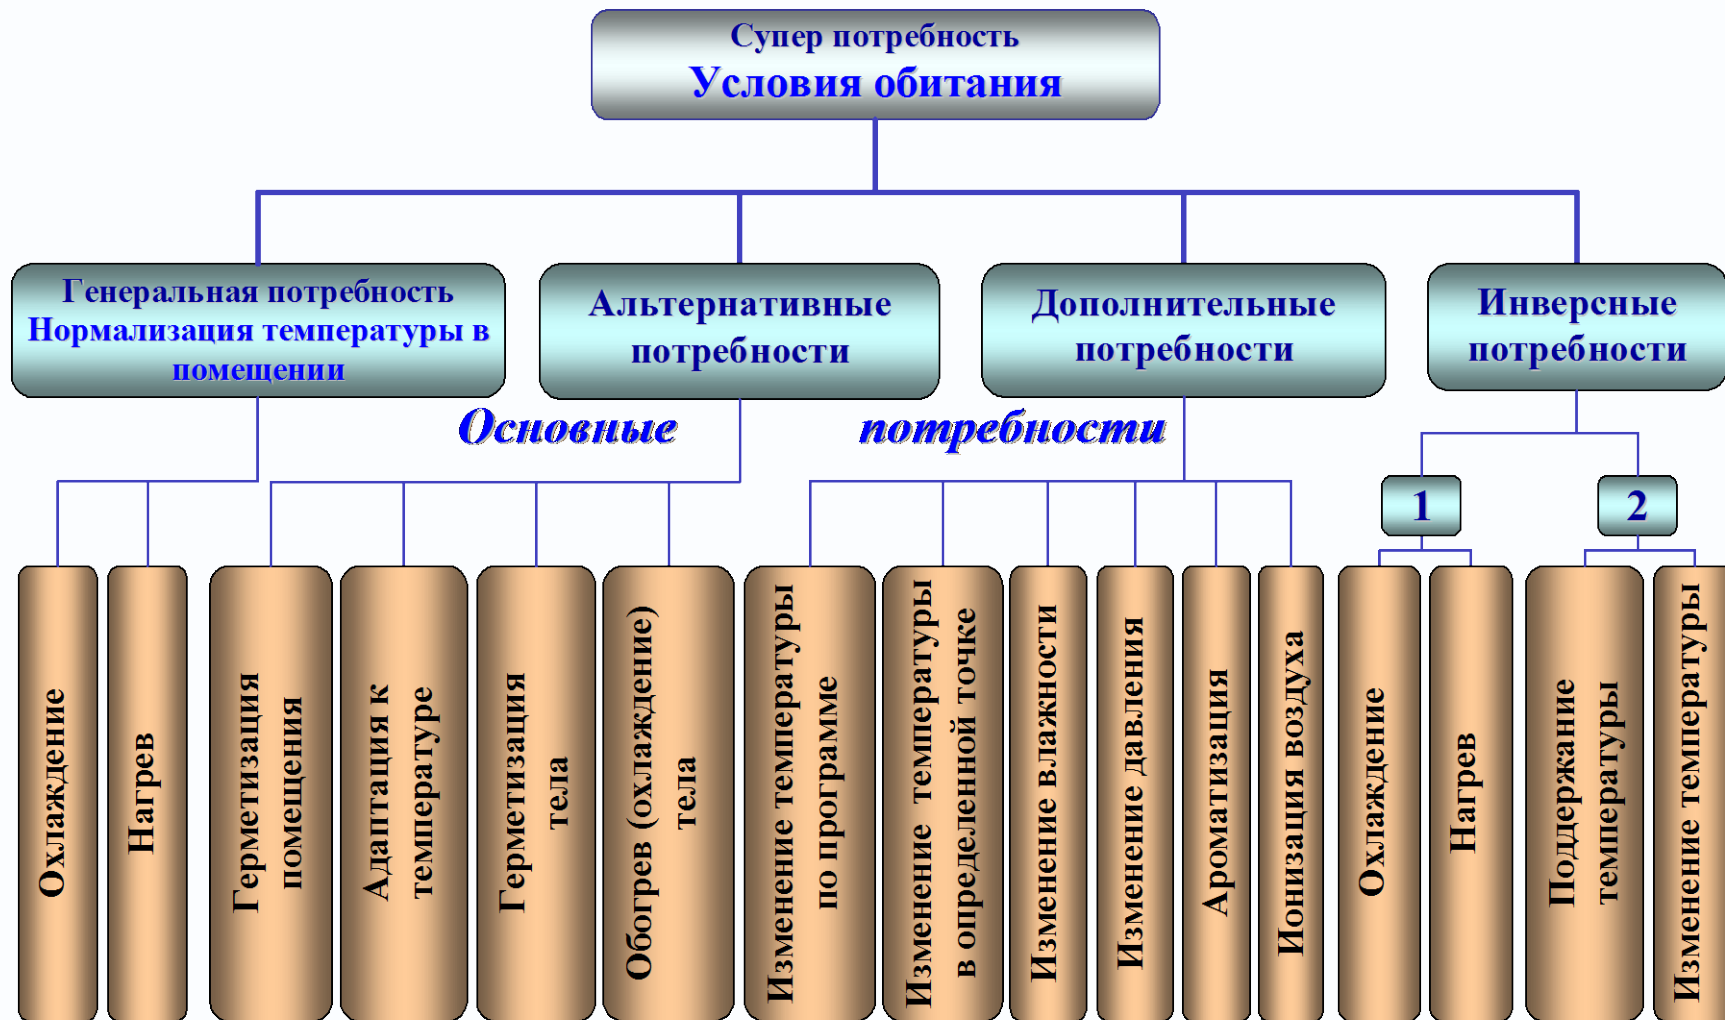 Супер потребность
Условия обитания
Генеральная потребность
Нормализация температуры в
помещении
Альтернативные
потребности
Дополнительные
потребности
Инверсные
потребности
Основные потребности
1
2
Охлаждение
Нагрев
Герметизация
помещения
Адаптация к
температуре
Герметизация
тела
Обогрев (охлаждение)
тела
Изменение температуры
по программе
Изменение температуры
в определенной точке
Изменение влажности
Изменение давления
Ароматизация
Ионизация воздуха
Охлаждение
Нагрев
Поддержание
температуры
Изменение температуры